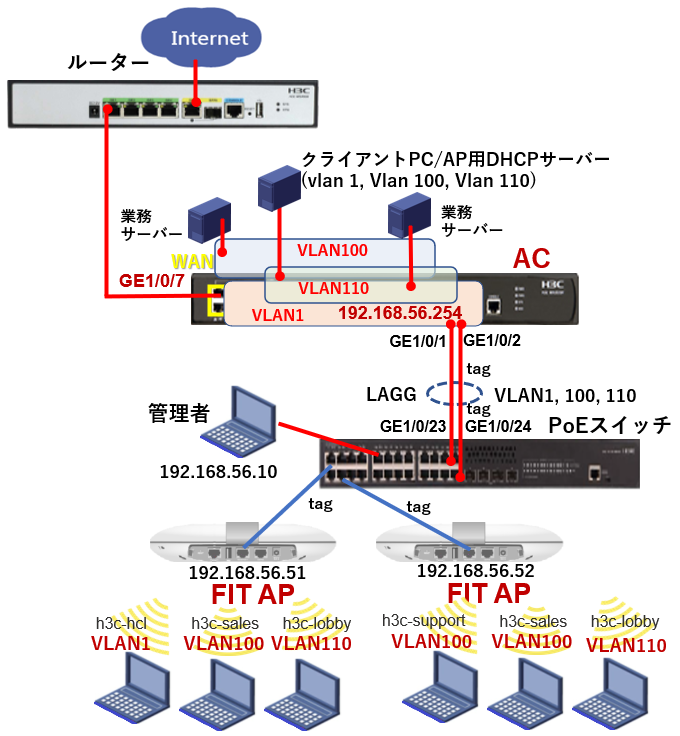 Internet
ルーター
H3C
クライアントPC/AP用DHCPサーバー
(vlan 1, Vlan 100, Vlan 110)
業務
サーバー
業務
サーバー
WAN
VLAN100
AC
GE1/0/7
VLAN110
H3C
VLAN1
192.168.56.254
GE1/0/1
GE1/0/2
tag
LAGG
VLAN1, 100, 110
tag
管理者
GE1/0/23
GE1/0/24
PoEスイッチ
192.168.56.10
tag
tag
192.168.56.51
192.168.56.52
FIT AP
FIT AP
h3c-hcl
h3c-sales
h3c-lobby
h3c-support
h3c-sales
h3c-lobby
VLAN1
VLAN100
VLAN110
VLAN100
VLAN100
VLAN110